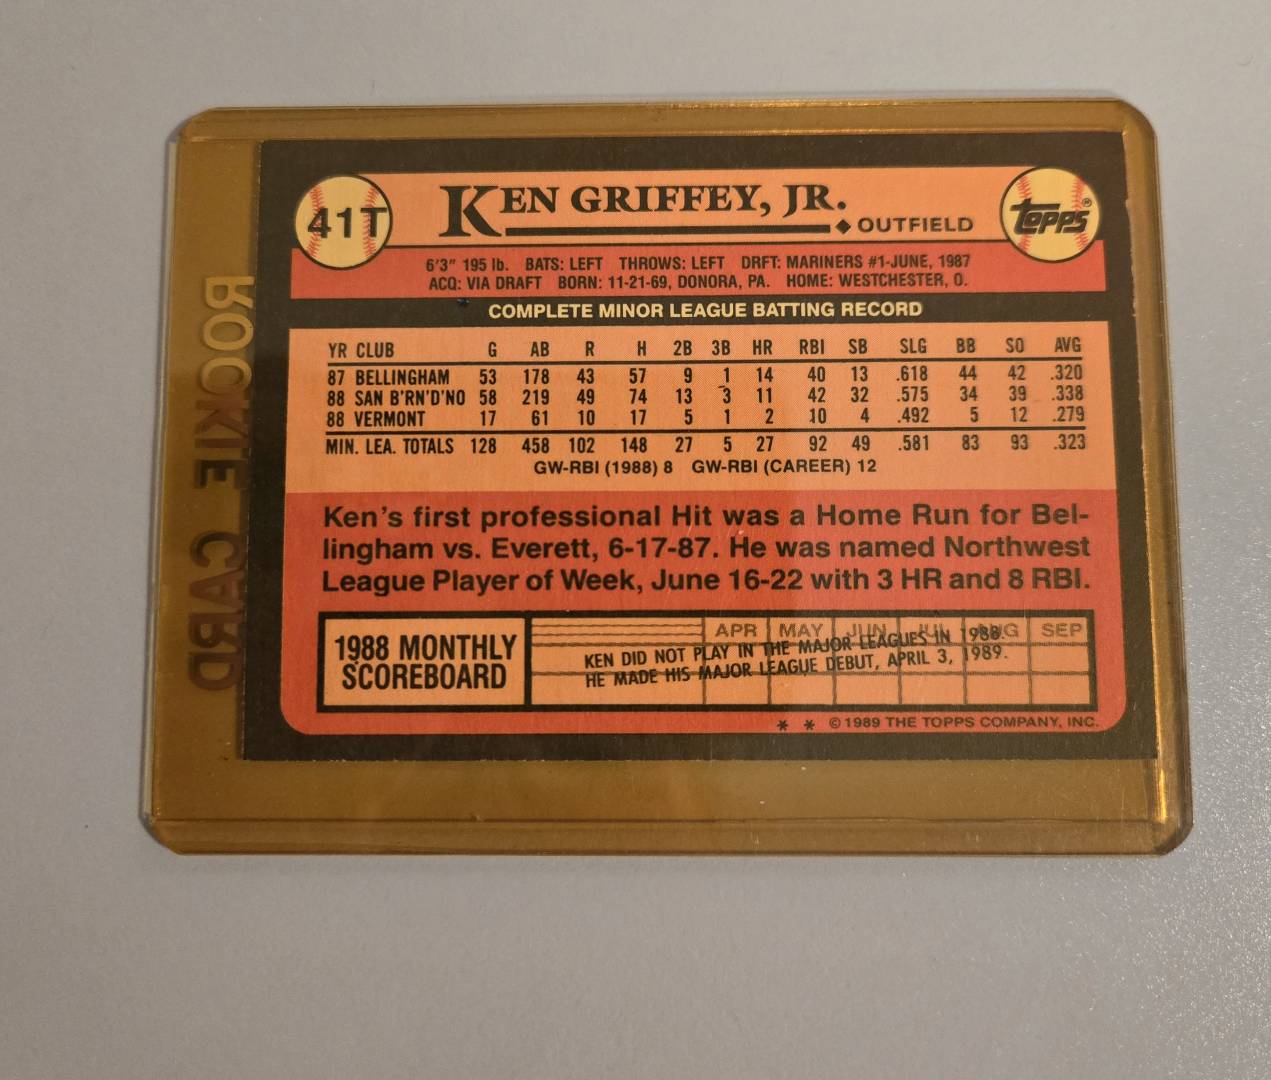 41T
KEN GRIFFEY, JR.
OUTFIELD
Topps®
6'3" 195 lb. BATS: LEFT THROWS: LEFT DRFT: MARINERS #1-JUNE, 1987
ACQ: VIA DRAFT BORN: 11-21-69, DONORA, PA. HOME: WESTCHESTER, O.
COMPLETE MINOR LEAGUE BATTING RECORD
YR CLUB G AB R H 2B 3B HR RBI SB SLG BB SO AVG
87 BELLINGHAM 53 178 43 57 9 1 14 40 13 .618 44 42 .320
88 SAN B'RN'D'NO 58 219 49 74 13 3 11 42 32 .575 34 39 .338
88 VERMONT 17 61 10 17 5 1 2 10 4 .492 5 12 .279
MIN. LEA. TOTALS 128 458 102 148 27 5 27 92 49 .581 83 93 .323
GW-RBI (1988) 8 GW-RBI (CAREER) 12
Ken's first professional Hit was a Home Run for Bel-
lingham vs. Everett, 6-17-87. He was named Northwest
League Player of Week, June 16-22 with 3 HR and 8 RBI.
1988 MONTHLY
SCOREBOARD
APR MAY JUN JUL AUG SEP
KEN DID NOT PLAY IN THE MAJOR LEAGUES IN 1988.
HE MADE HIS MAJOR LEAGUE DEBUT, APRIL 3, 1989.
* * © 1989 THE TOPPS COMPANY, INC.
ROOKIE CARD